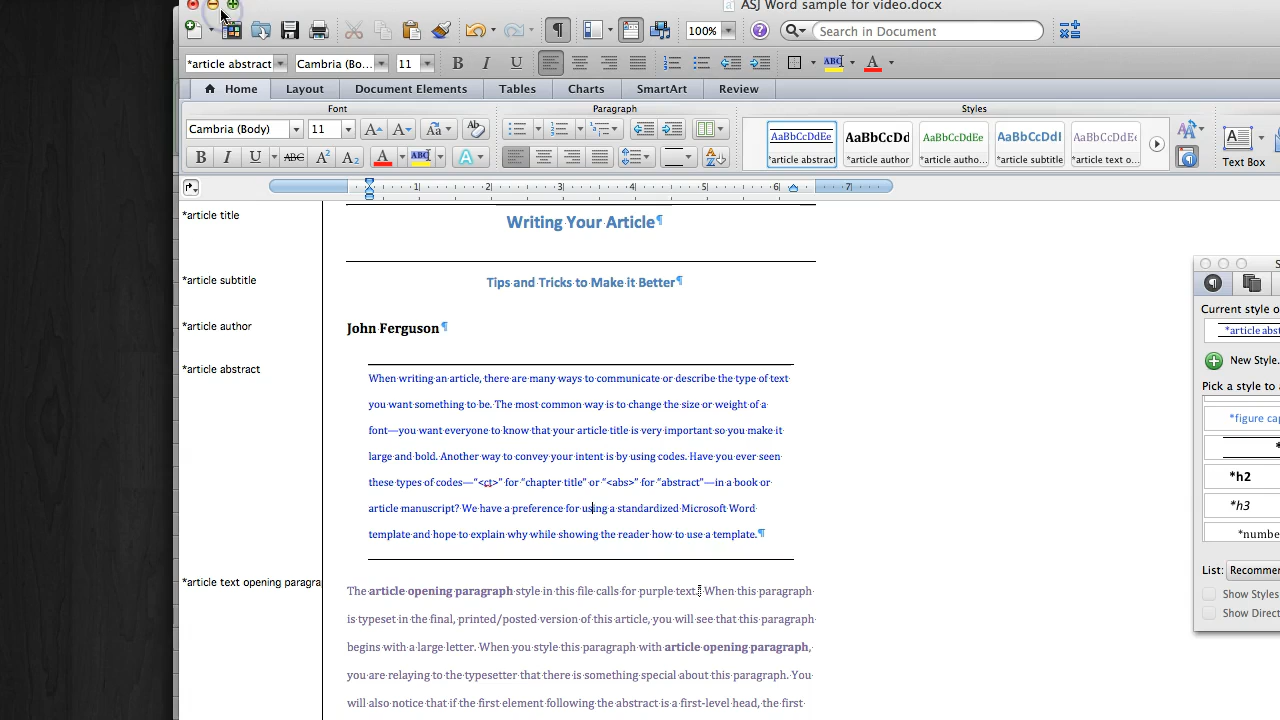 ASJ Word sample for video.docx
100%
Search in Document
*article abstract
Cambria (Bo...
11
B I U
ABC
A
Home
Layout
Document Elements
Tables
Charts
SmartArt
Review
Font
Paragraph
Styles
Cambria (Body)
11
A A Aa
B I U ABC A² A₂ A ABC A
AaBbCcDdEe
*article abstract
AaBbCcDd
*article author
AaBbCcDdEe
*article autho...
AaBbCcDdI
*article subtitle
AaBbCcDdEe
*article text o...
Text Box
1 2 3 4 5 6 7
*article title
Writing Your Article¶
*article subtitle
Tips and Tricks to Make it Better¶
*article author
John Ferguson¶
*article abstract
When writing an article, there are many ways to communicate or describe the type of text
you want something to be. The most common way is to change the size or weight of a
font—you want everyone to know that your article title is very important so you make it
large and bold. Another way to convey your intent is by using codes. Have you ever seen
these types of codes—"<ct>" for "chapter title" or "<abs>" for "abstract"—in a book or
article manuscript? We have a preference for using a standardized Microsoft Word
template and hope to explain why while showing the reader how to use a template.¶
*article text opening paragra
The article opening paragraph style in this file calls for purple text. When this paragraph
is typeset in the final, printed/posted version of this article, you will see that this paragraph
begins with a large letter. When you style this paragraph with article opening paragraph,
you are relaying to the typesetter that there is something special about this paragraph. You
will also notice that if the first element following the abstract is a first-level head, the first
S
Current style o
*article abst
New Style.
Pick a style to a
*figure cap
*
*h2
*h3
*numbe
List: Recommen
Show Styles
Show Direct